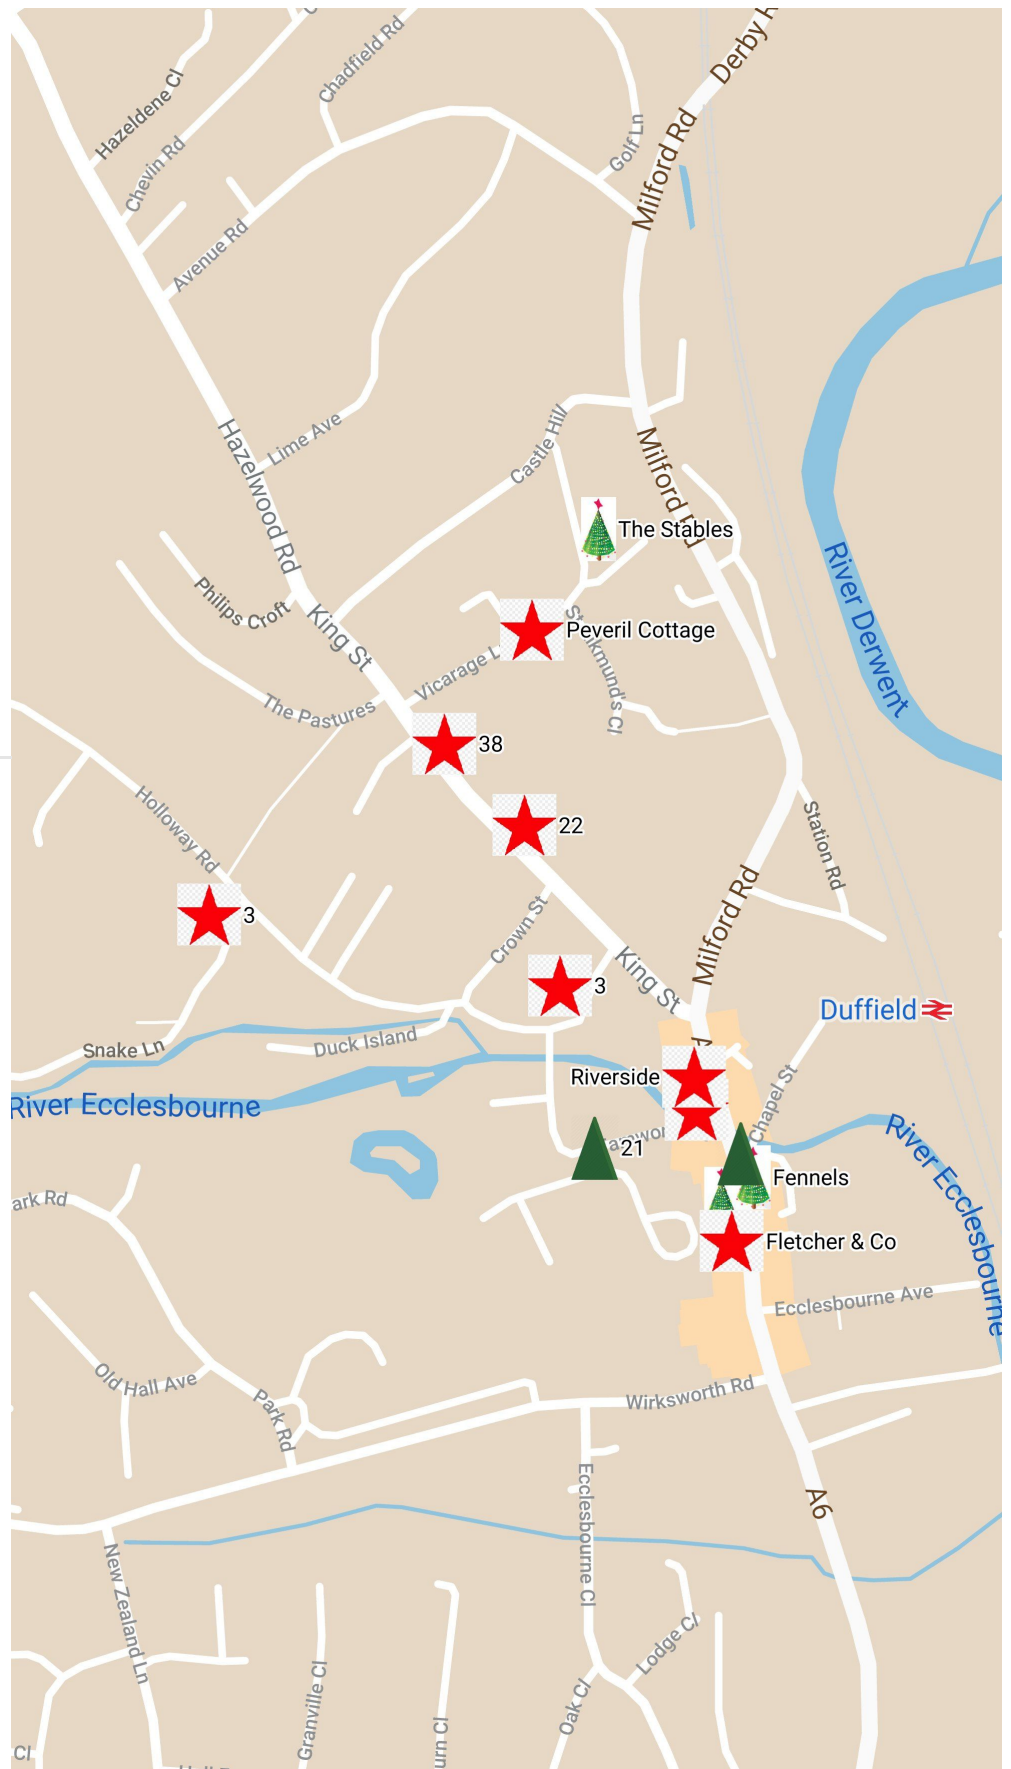 Derby R
Chadfield Rd
Hazeldene Cl
Chevin Rd
Golf Ln
Milford Rd
Avenue Rd
Lime Ave
Hazelwood Rd
Castle Hill
Milford Rd
The Stables
River Derwent
Philips Croft
King St
Peveril Cottage
Vicarage L
The Pastures
38
22
Holloway Rd
Station Rd
3
Crown St
Milford Rd
King St
3
Duffield
Snake Ln
Duck Island
Riverside
Chapel St
River Ecclesbourne
21
River Ecclesbourne
Fennels
ark Rd
Fletcher & Co
Ecclesbourne Ave
Old Hall Ave
Wirksworth Rd
Park Rd
Ecclesbourne Cl
A6
New Zealand Ln
Lodge Cl
Granville Cl
Oak Cl
urn Cl
Cl